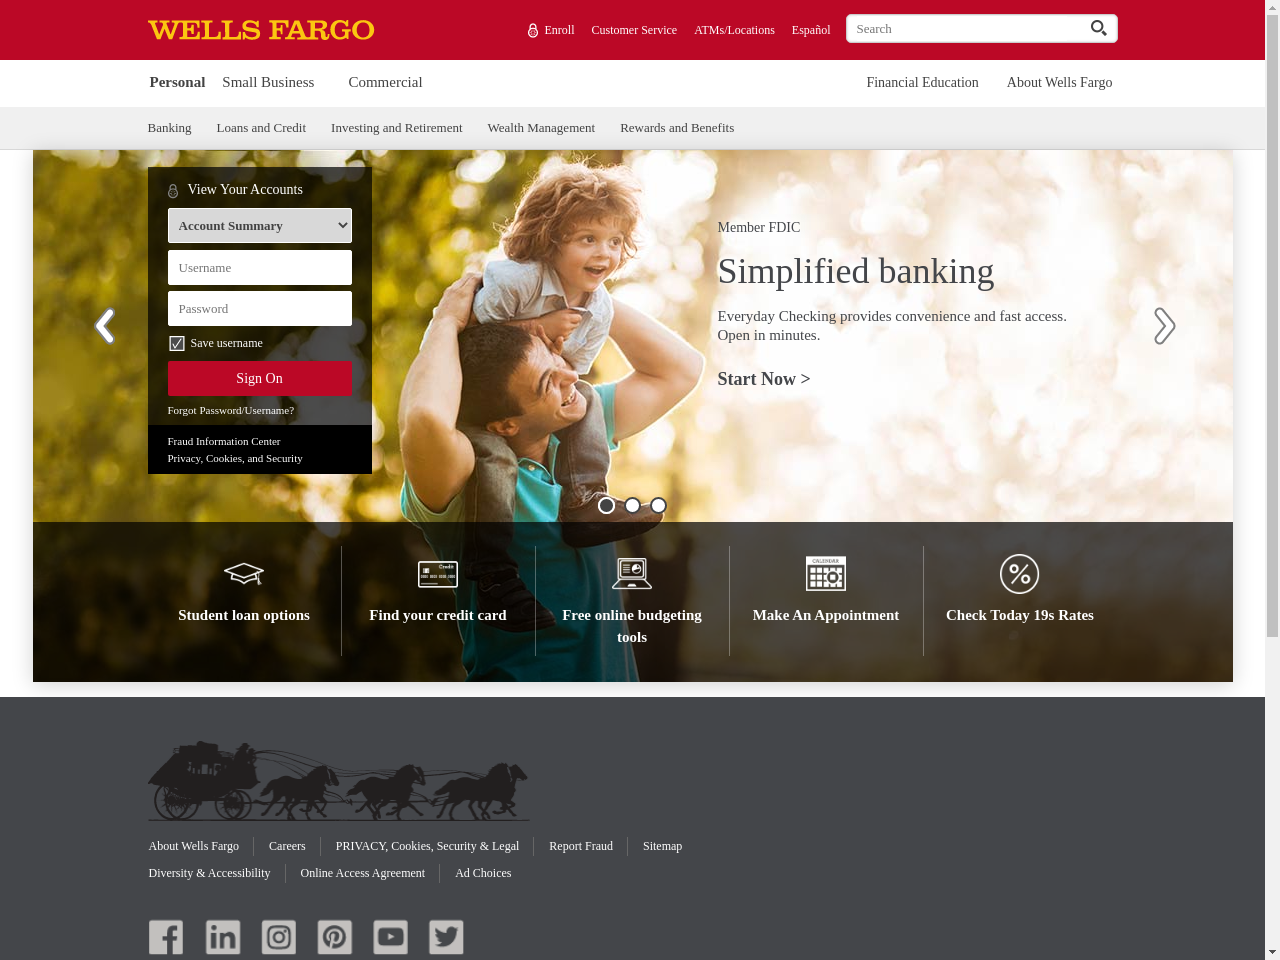 WELLS FARGO
Enroll
Customer Service
ATMs/Locations
Español
Search
Personal
Small Business
Commercial
Financial Education
About Wells Fargo
Banking
Loans and Credit
Investing and Retirement
Wealth Management
Rewards and Benefits
View Your Accounts
Account Summary
Username
Password
Save username
Sign On
Forgot Password/Username?
Fraud Information Center
Privacy, Cookies, and Security
Member FDIC
Simplified banking
Everyday Checking provides convenience and fast access.
Open in minutes.
Start Now >
Credit
CALENDAR
Student loan options
Find your credit card
Free online budgeting
tools
Make An Appointment
Check Today 19s Rates
About Wells Fargo
Careers
PRIVACY, Cookies, Security & Legal
Report Fraud
Sitemap
Diversity & Accessibility
Online Access Agreement
Ad Choices